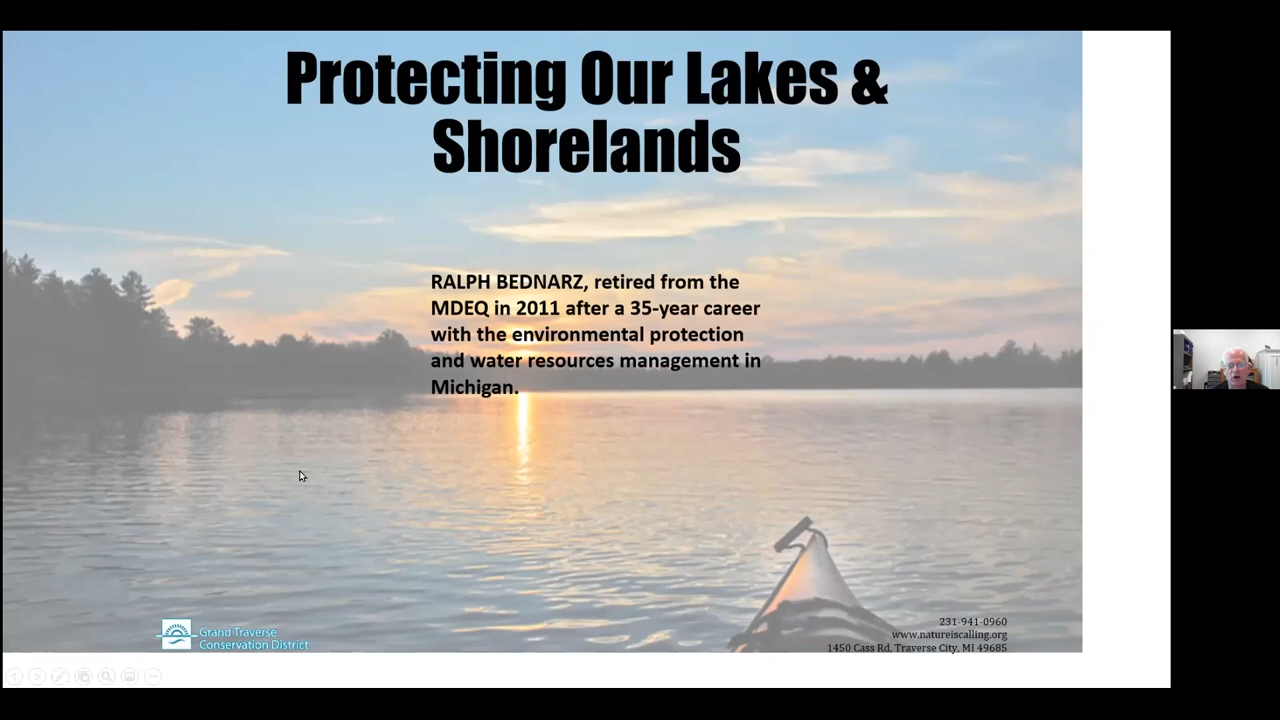 Protecting Our Lakes &
Shorelands
RALPH BEDNARZ, retired from the
MDEQ in 2011 after a 35-year career
with the environmental protection
and water resources management in
Michigan.
Grand Traverse
Conservation District
231-941-0960
www.natureiscalling.org
1450 Cass Rd, Traverse City, MI 49685